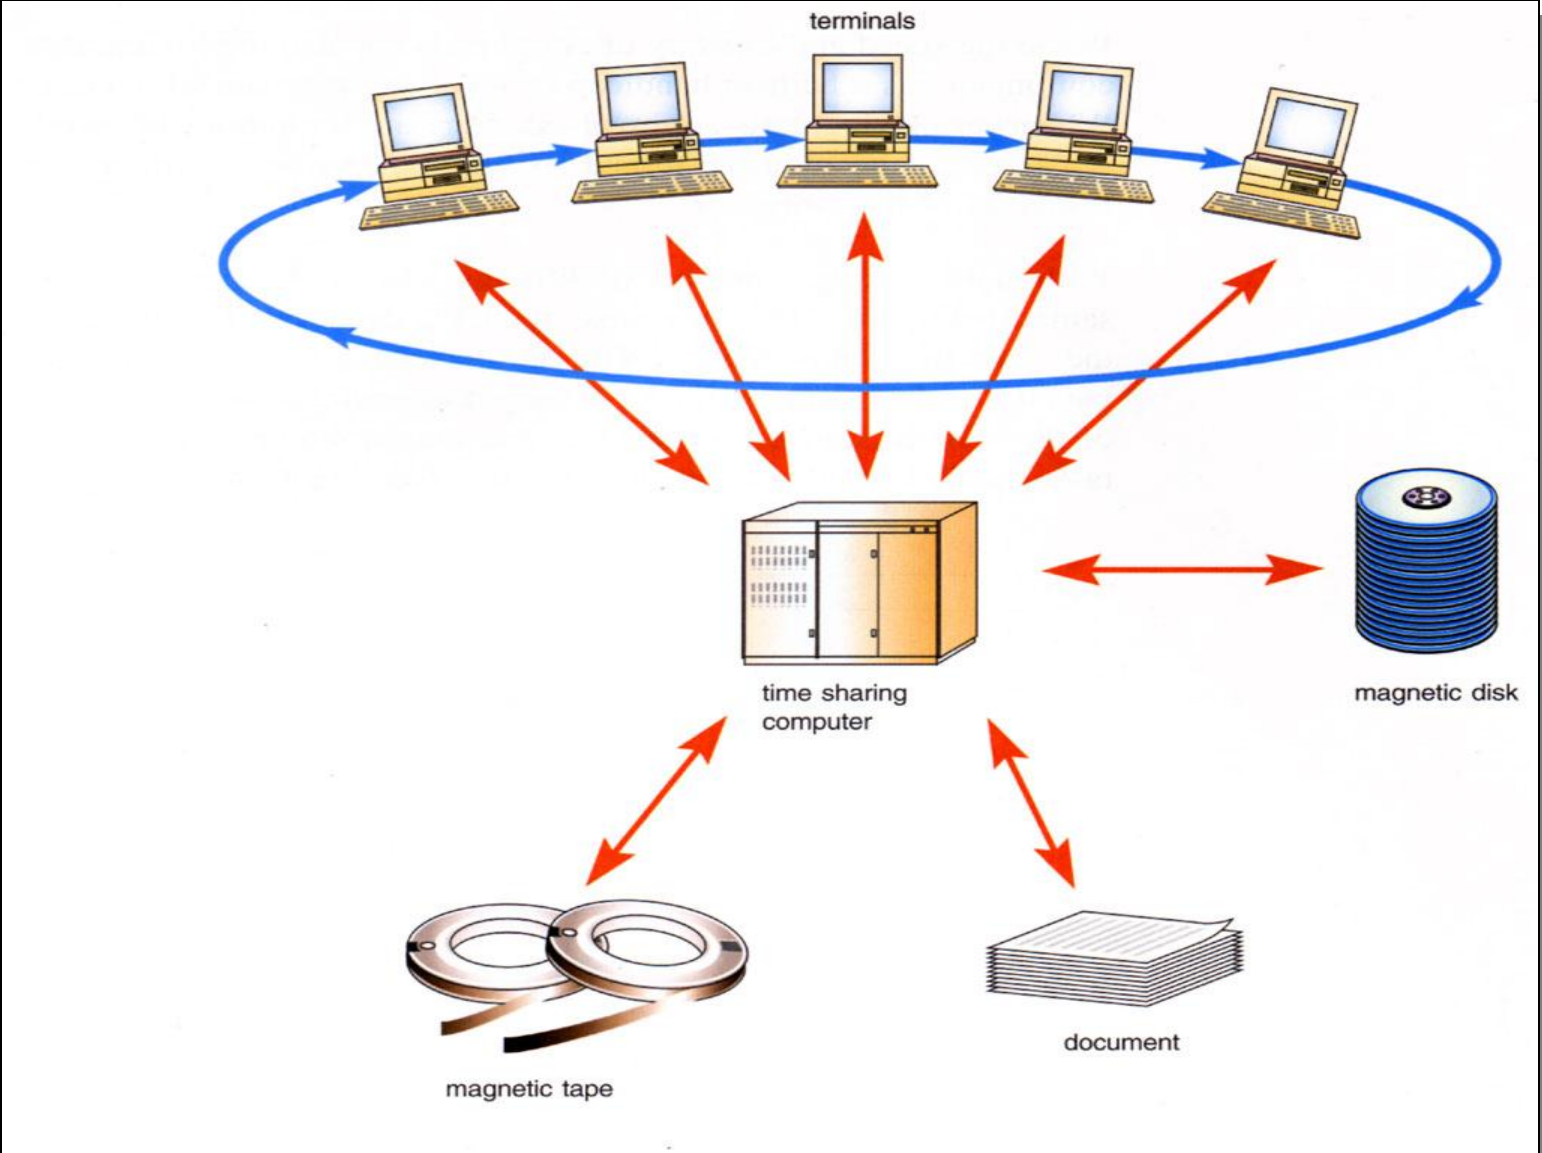 terminals
time sharing
computer
magnetic disk
document
magnetic tape